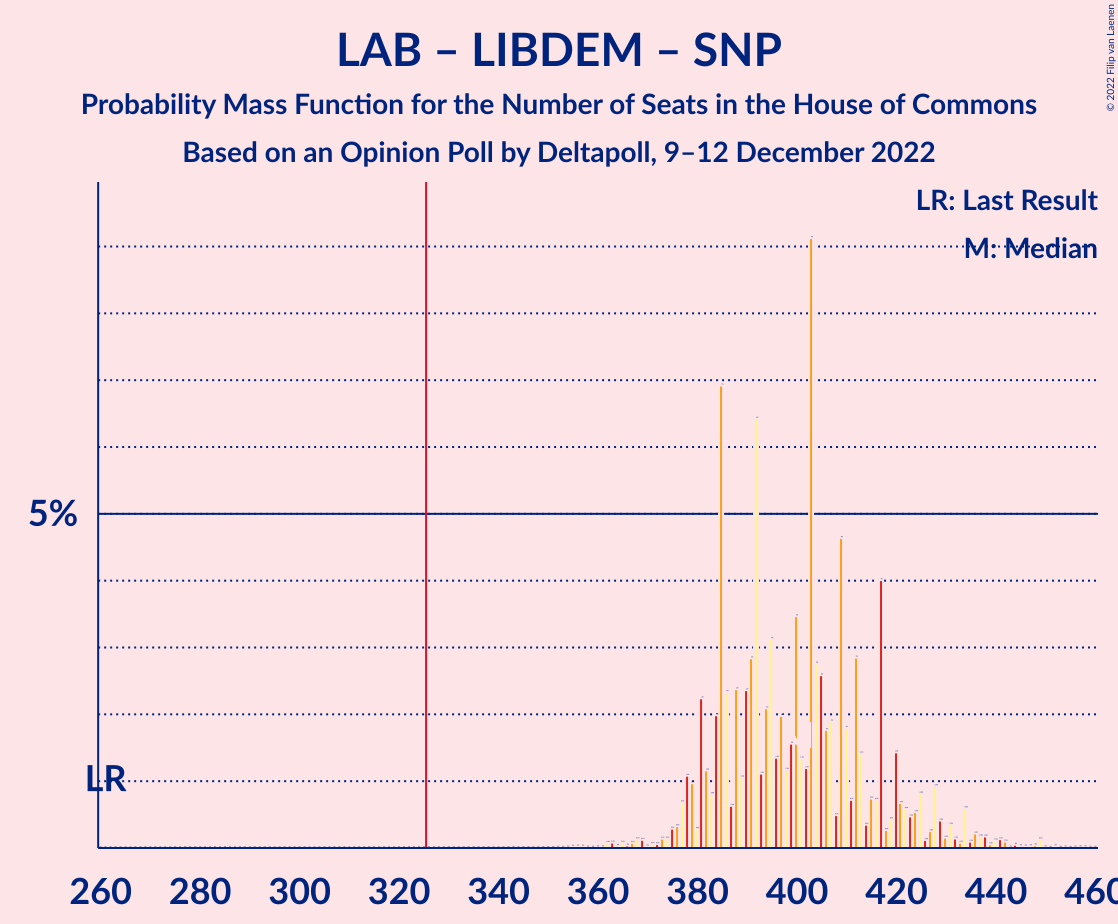 LAB – LIBDEM – SNP
Probability Mass Function for the Number of Seats in the House of Commons
Based on an Opinion Poll by Deltapoll, 9–12 December 2022
© 2022 Filip van Laenen
LR: Last Result
M: Median
5%
LR
260 280 300 320 340 360 380 400 420 440 460